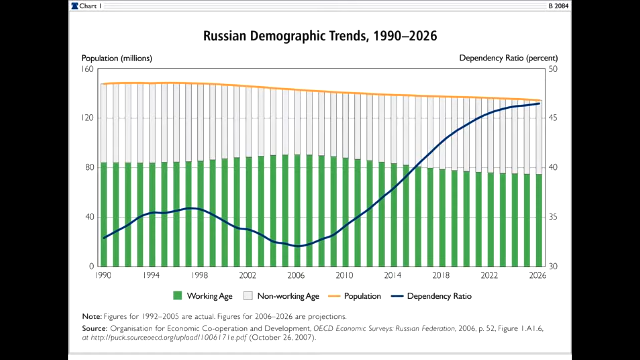 Chart 1
B 2084
Russian Demographic Trends, 1990–2026
Population (millions)
Dependency Ratio (percent)
160
120
80
40
0
50
45
40
35
30
1990
1994
1998
2002
2006
2010
2014
2018
2022
2026
Working Age
Non-working Age
Population
Dependency Ratio
Note: Figures for 1992–2005 are actual. Figures for 2006–2026 are projections.
Source: Organisation for Economic Co-operation and Development, OECD Economic Surveys: Russian Federation, 2006, p. 52, Figure 1.A1.6,
at http://puck.sourceoecd.org/upload/1006171e.pdf (October 26, 2007).